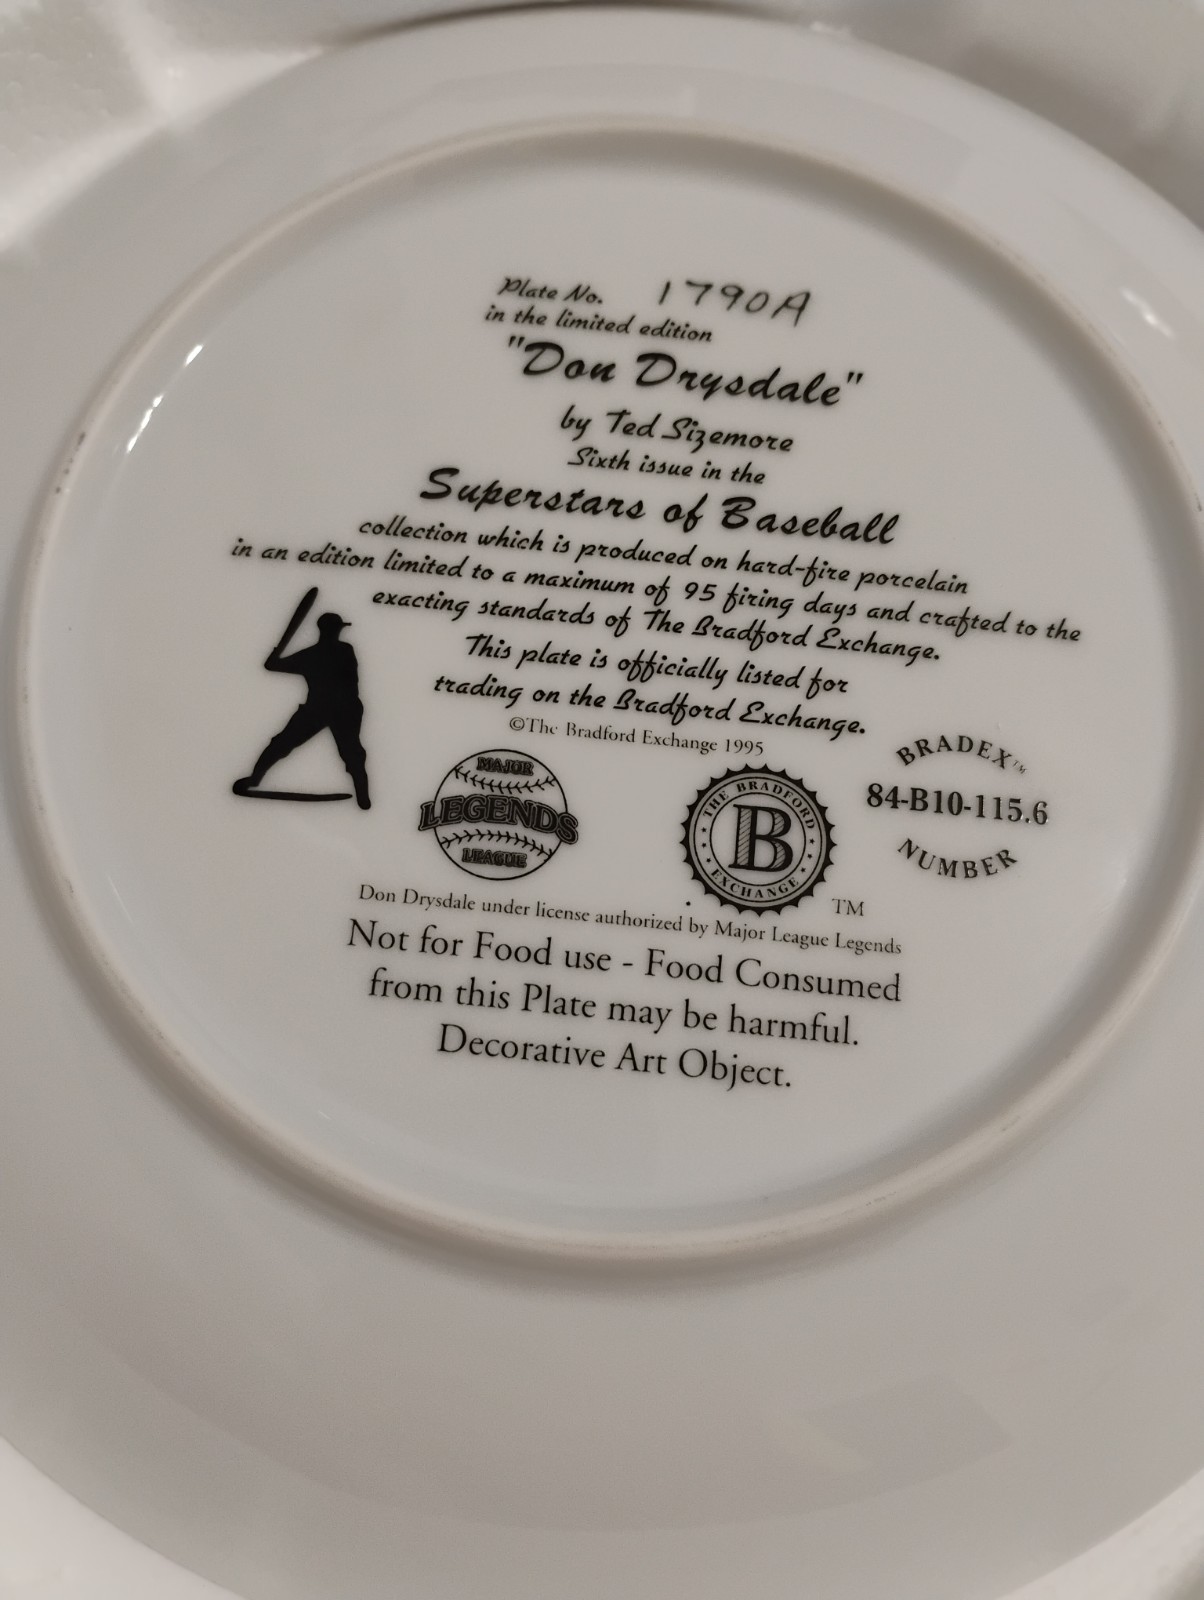 Plate No. 1790A
in the limited edition
"Don Drysdale"
by Ted Sizemore
Sixth issue in the
Superstars of Baseball
collection which is produced on hard-fire porcelain
in an edition limited to a maximum of 95 firing days and crafted to the
exacting standards of The Bradford Exchange.
This plate is officially listed for
trading on the Bradford Exchange.
©The Bradford Exchange 1995
MAJOR
LEGENDS
LEAGUE
THE BRADFORD
B
EXCHANGE
TM
BRADEX™
84-B10-115.6
NUMBER
Don Drysdale under license authorized by Major League Legends
Not for Food use - Food Consumed
from this Plate may be harmful.
Decorative Art Object.